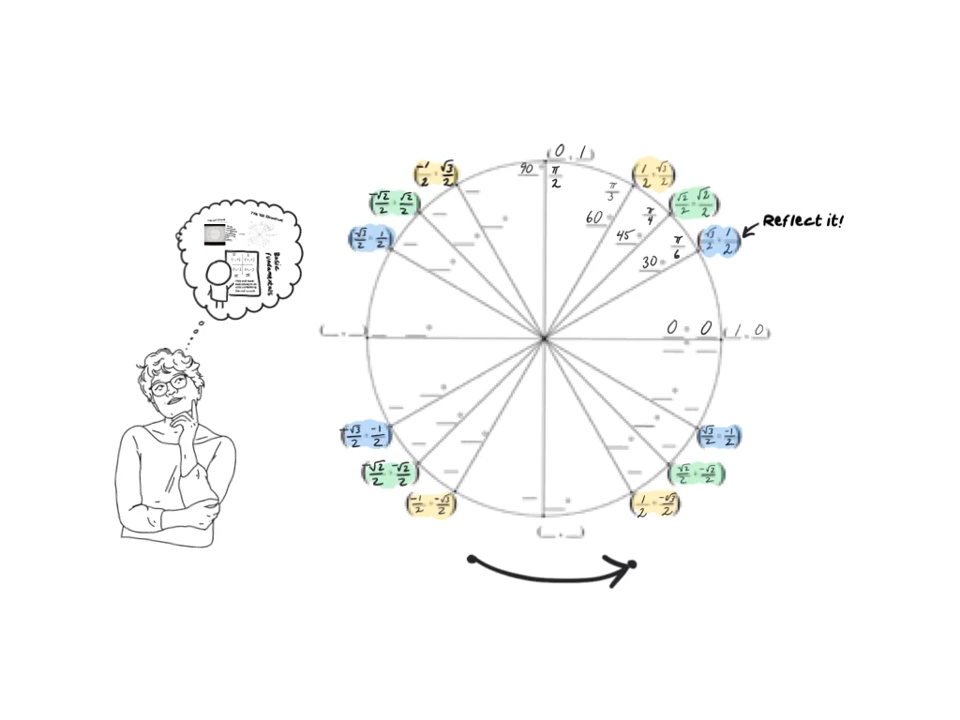 (0, 1)
90° π/2
(-1/2, √3/2)
(1/2, √3/2)
π/3
60°
(-√2/2, √2/2)
(√2/2, √2/2)
π/4
45°
(√3/2, 1/2)
(√3/2, 1/2)
π/6
30°
Reflect it!
Basic
Fundamentals
(_, _)
0° 0 (1, 0)
(-√3/2, -1/2)
(√3/2, -1/2)
(-√2/2, -√2/2)
(√2/2, -√2/2)
(-1/2, -√3/2)
(1/2, -√3/2)
(_, _)